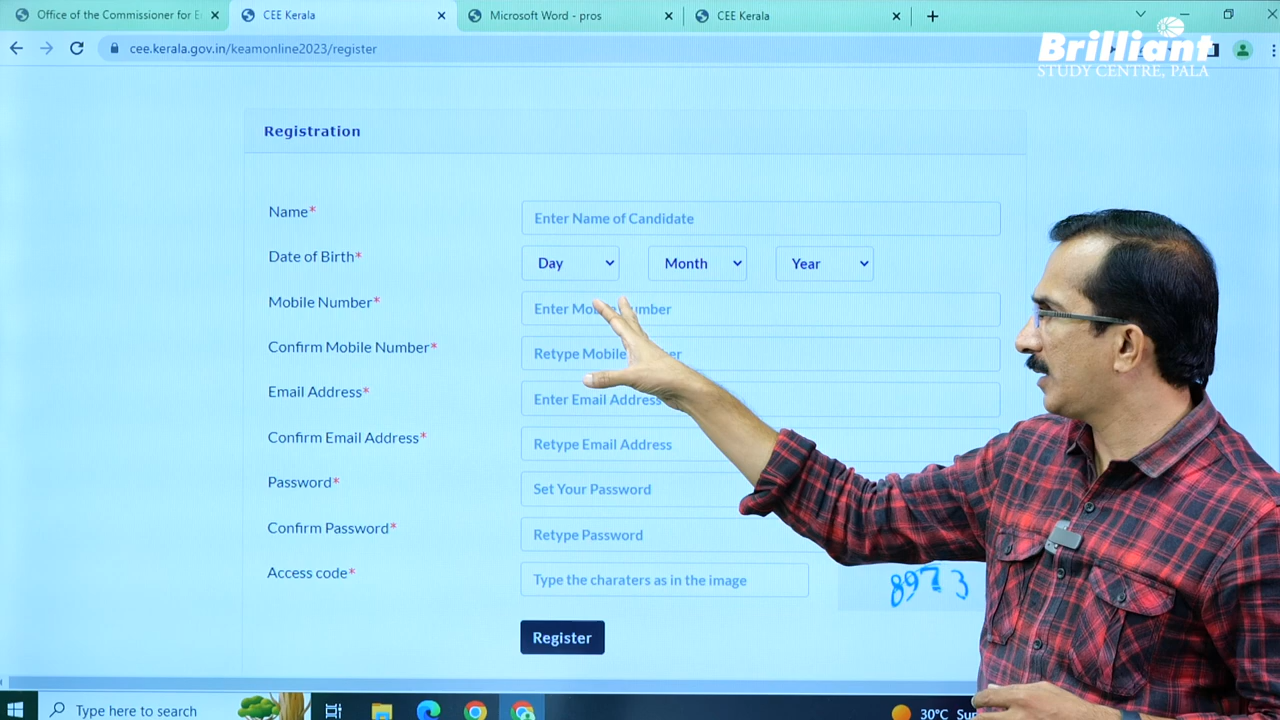 Office of the Commissioner for E
CEE Kerala
Microsoft Word - pros
CEE Kerala
cee.kerala.gov.in/keamonline2023/register
Brilliant
STUDY CENTRE, PALA
Registration
Name*
Enter Name of Candidate
Date of Birth*
Day
Month
Year
Mobile Number*
Enter Mobile Number
Confirm Mobile Number*
Retype Mobile Number
Email Address*
Enter Email Address
Confirm Email Address*
Retype Email Address
Password*
Set Your Password
Confirm Password*
Retype Password
Access code*
Type the charaters as in the image
8973
Register
Type here to search
30°C Sun